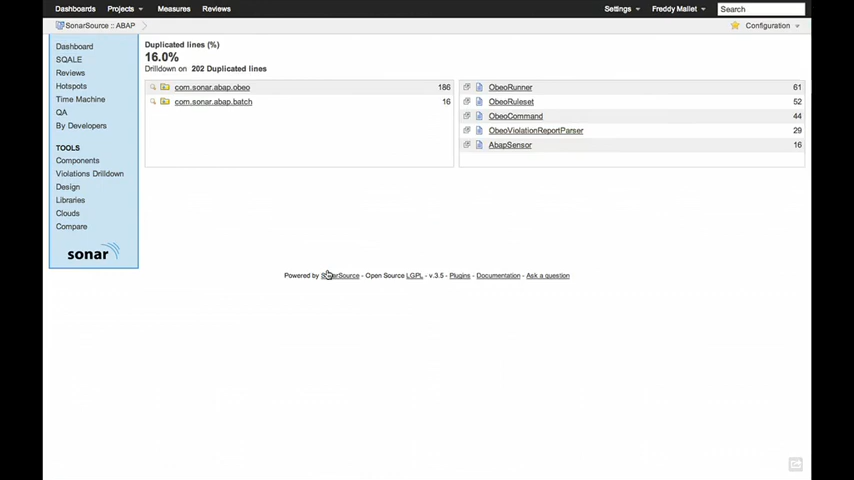 Dashboards Projects Measures Reviews Settings Freddy Mallet Search
SonarSource :: ABAP Configuration
Dashboard
SQALE
Reviews
Hotspots
Time Machine
QA
By Developers
TOOLS
Components
Violations Drilldown
Design
Libraries
Clouds
Compare
sonar
Duplicated lines (%)
16.0%
Drilldown on 202 Duplicated lines
com.sonar.abap.obeo 186
com.sonar.abap.batch 16
ObeoRunner 61
ObeoRuleset 52
ObeoCommand 44
ObeoViolationReportParser 29
AbapSensor 16
Powered by SonarSource - Open Source LGPL - v.3.5 - Plugins - Documentation - Ask a question